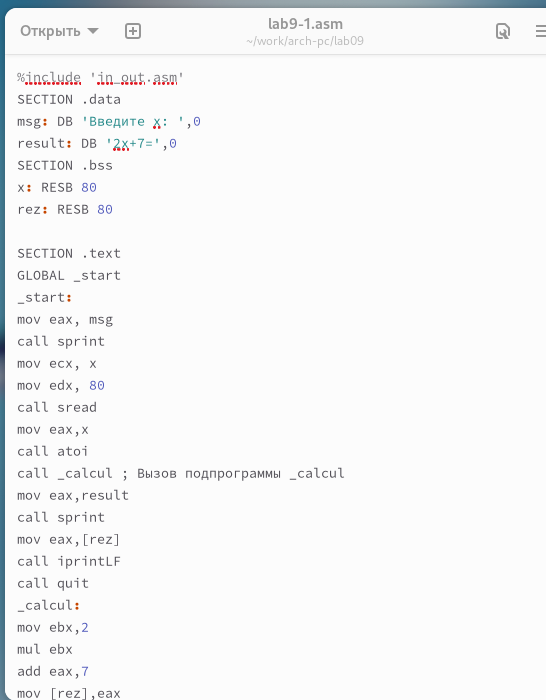 Открыть
lab9-1.asm
~/work/arch-pc/lab09
%include 'in_out.asm'
SECTION .data
msg: DB 'Введите x: ',0
result: DB '2x+7=',0
SECTION .bss
x: RESB 80
rez: RESB 80
SECTION .text
GLOBAL _start
_start:
mov eax, msg
call sprint
mov ecx, x
mov edx, 80
call sread
mov eax,x
call atoi
call _calcul ; Вызов подпрограммы _calcul
mov eax,result
call sprint
mov eax,[rez]
call iprintLF
call quit
_calcul:
mov ebx,2
mul ebx
add eax,7
mov [rez],eax